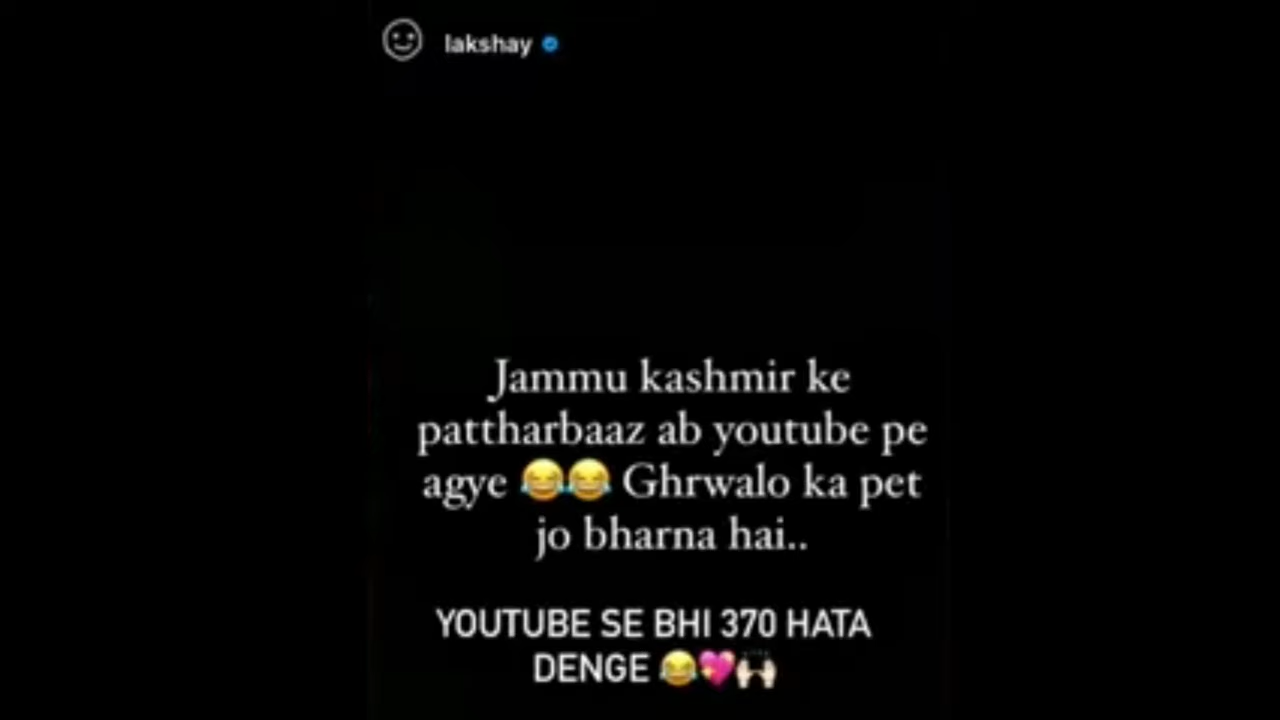 lakshay
Jammu kashmir ke
pattharbaaz ab youtube pe
agye 😂😂 Ghrwalo ka pet
jo bharna hai..
YOUTUBE SE BHI 370 HATA
DENGE 😂💖🙌🏻